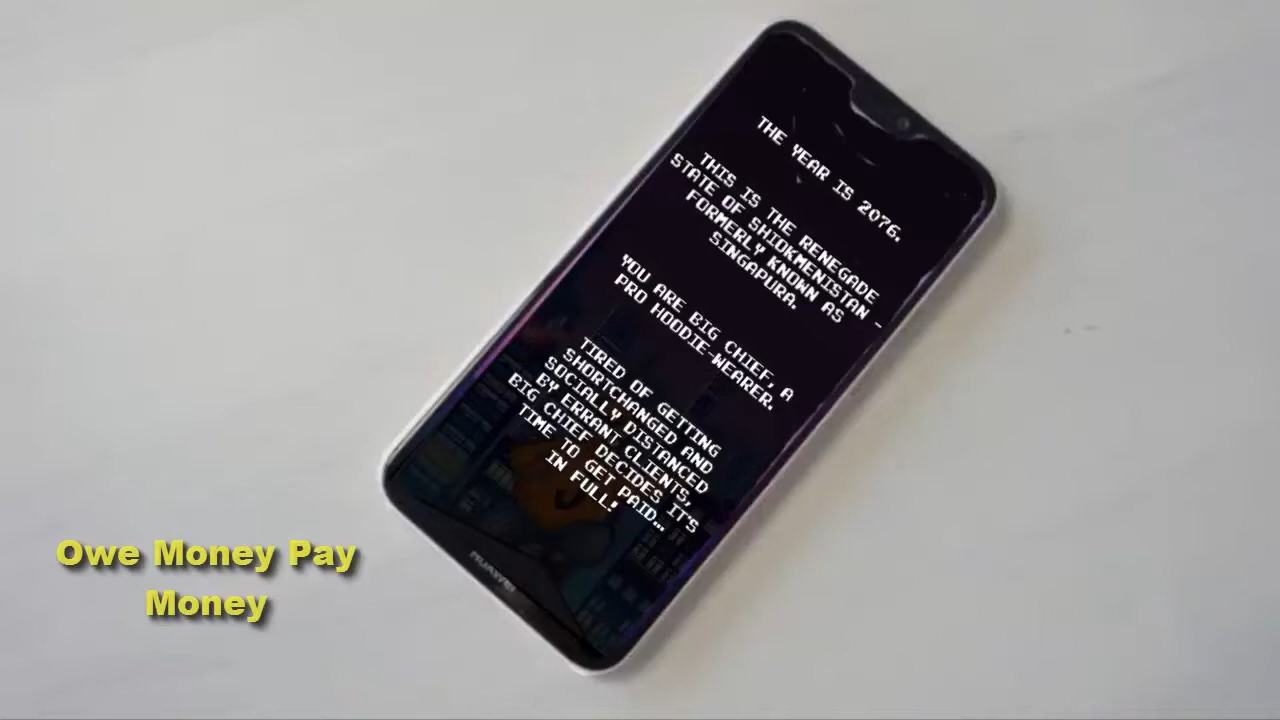 THE YEAR IS 2076.
THIS IS THE RENEGADE
STATE OF SHIOKMENISTAN -
FORMERLY KNOWN AS
SINGAPURA.
YOU ARE BIG CHIEF, A
PRO HOODIE-WEARER.
TIRED OF GETTING
SHORTCHANGED AND
SOCIALLY DISTANCED
BY ERRANT CLIENTS,
BIG CHIEF DECIDES IT'S
TIME TO GET PAID...
IN FULL!
HUAWEI
Owe Money Pay
Money